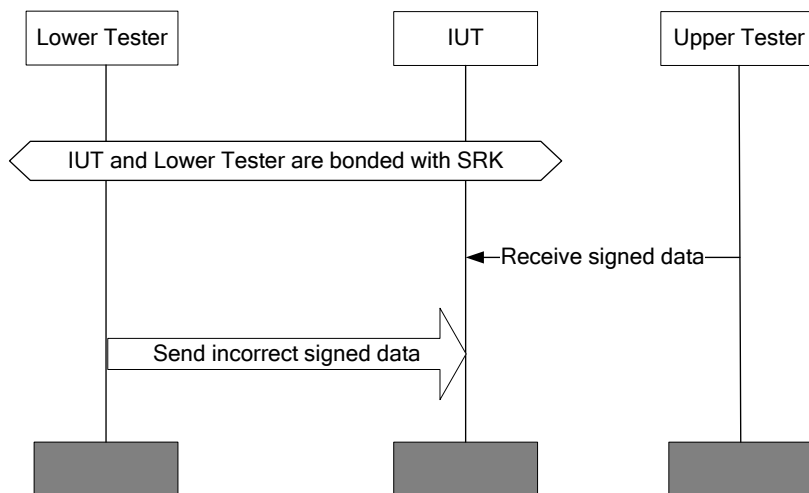 Lower Tester
IUT
Upper Tester
IUT and Lower Tester are bonded with SRK
Receive signed data
Send incorrect signed data